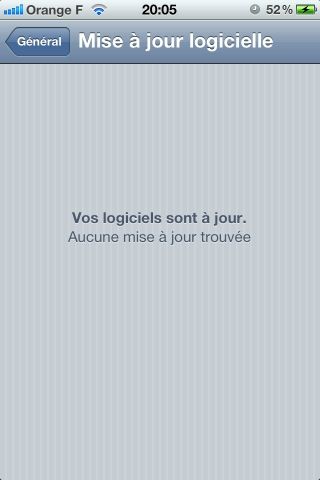 Orange F 20:05 52%
Général Mise à jour logicielle
Vos logiciels sont à jour.
Aucune mise à jour trouvée